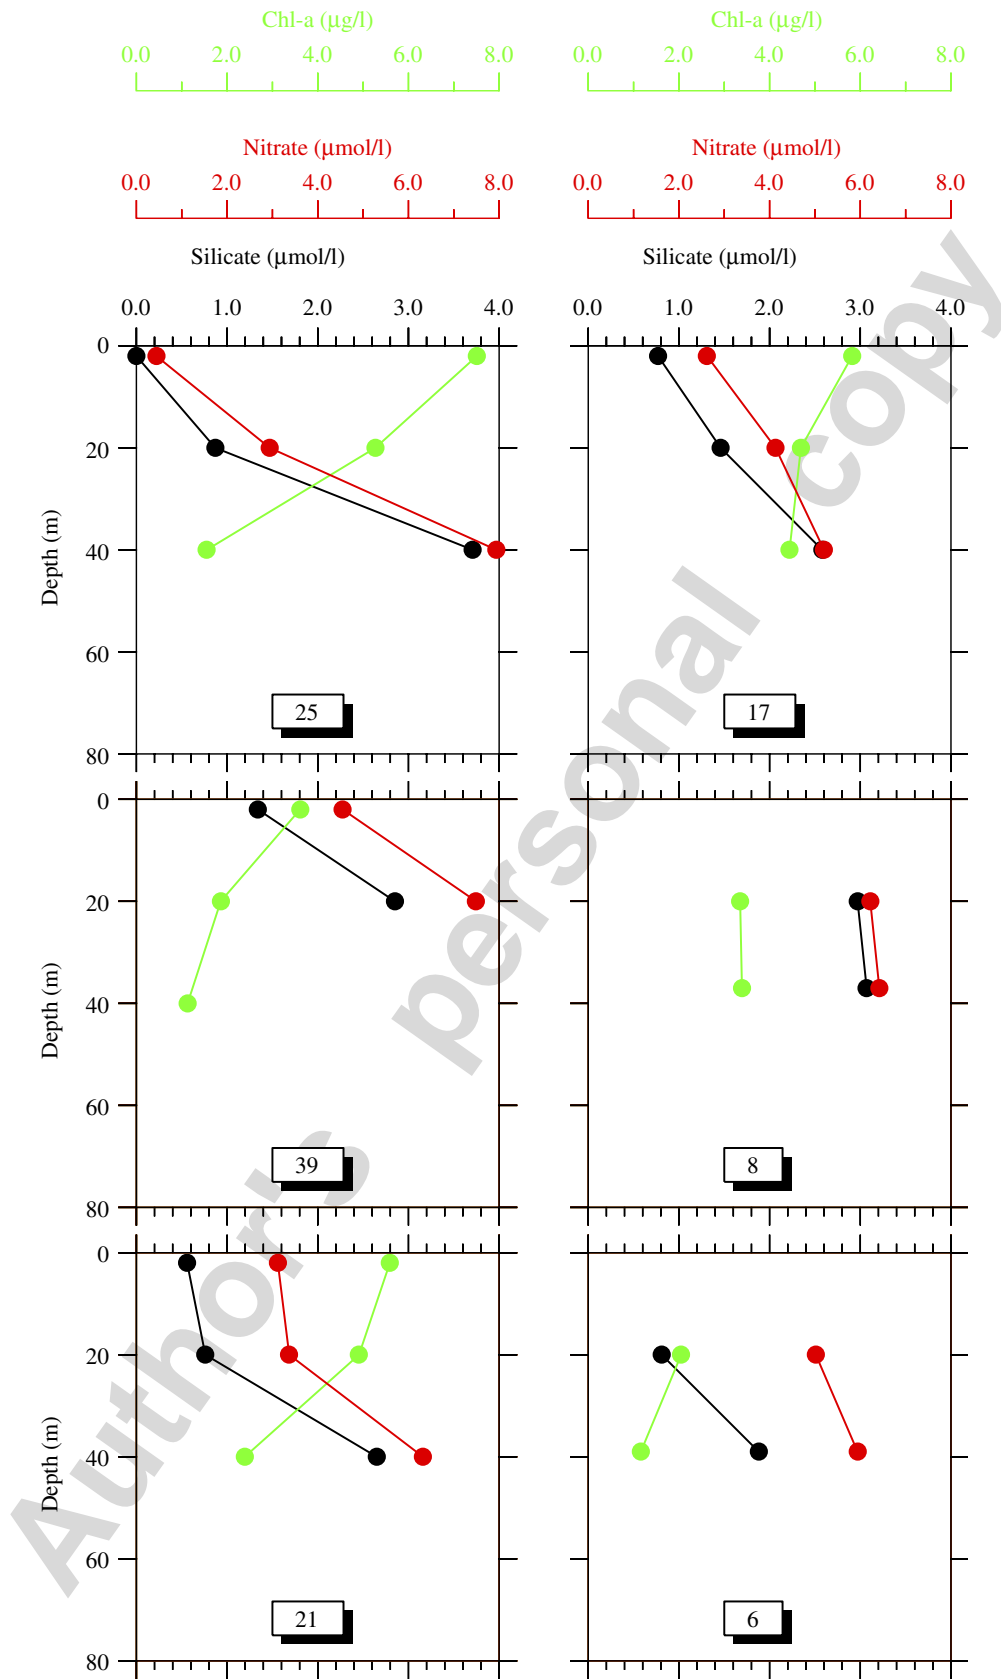 Chl-a (µg/l) Chl-a (µg/l)
0.0 2.0 4.0 6.0 8.0 0.0 2.0 4.0 6.0 8.0
Nitrate (µmol/l) Nitrate (µmol/l)
0.0 2.0 4.0 6.0 8.0 0.0 2.0 4.0 6.0 8.0
Silicate (µmol/l) Silicate (µmol/l)
0.0 1.0 2.0 3.0 4.0 0.0 1.0 2.0 3.0 4.0
0
20
40
60
80
Depth (m)
25
17
0
20
40
60
80
Depth (m)
39
8
0
20
40
60
80
Depth (m)
21
6
Author's personal copy